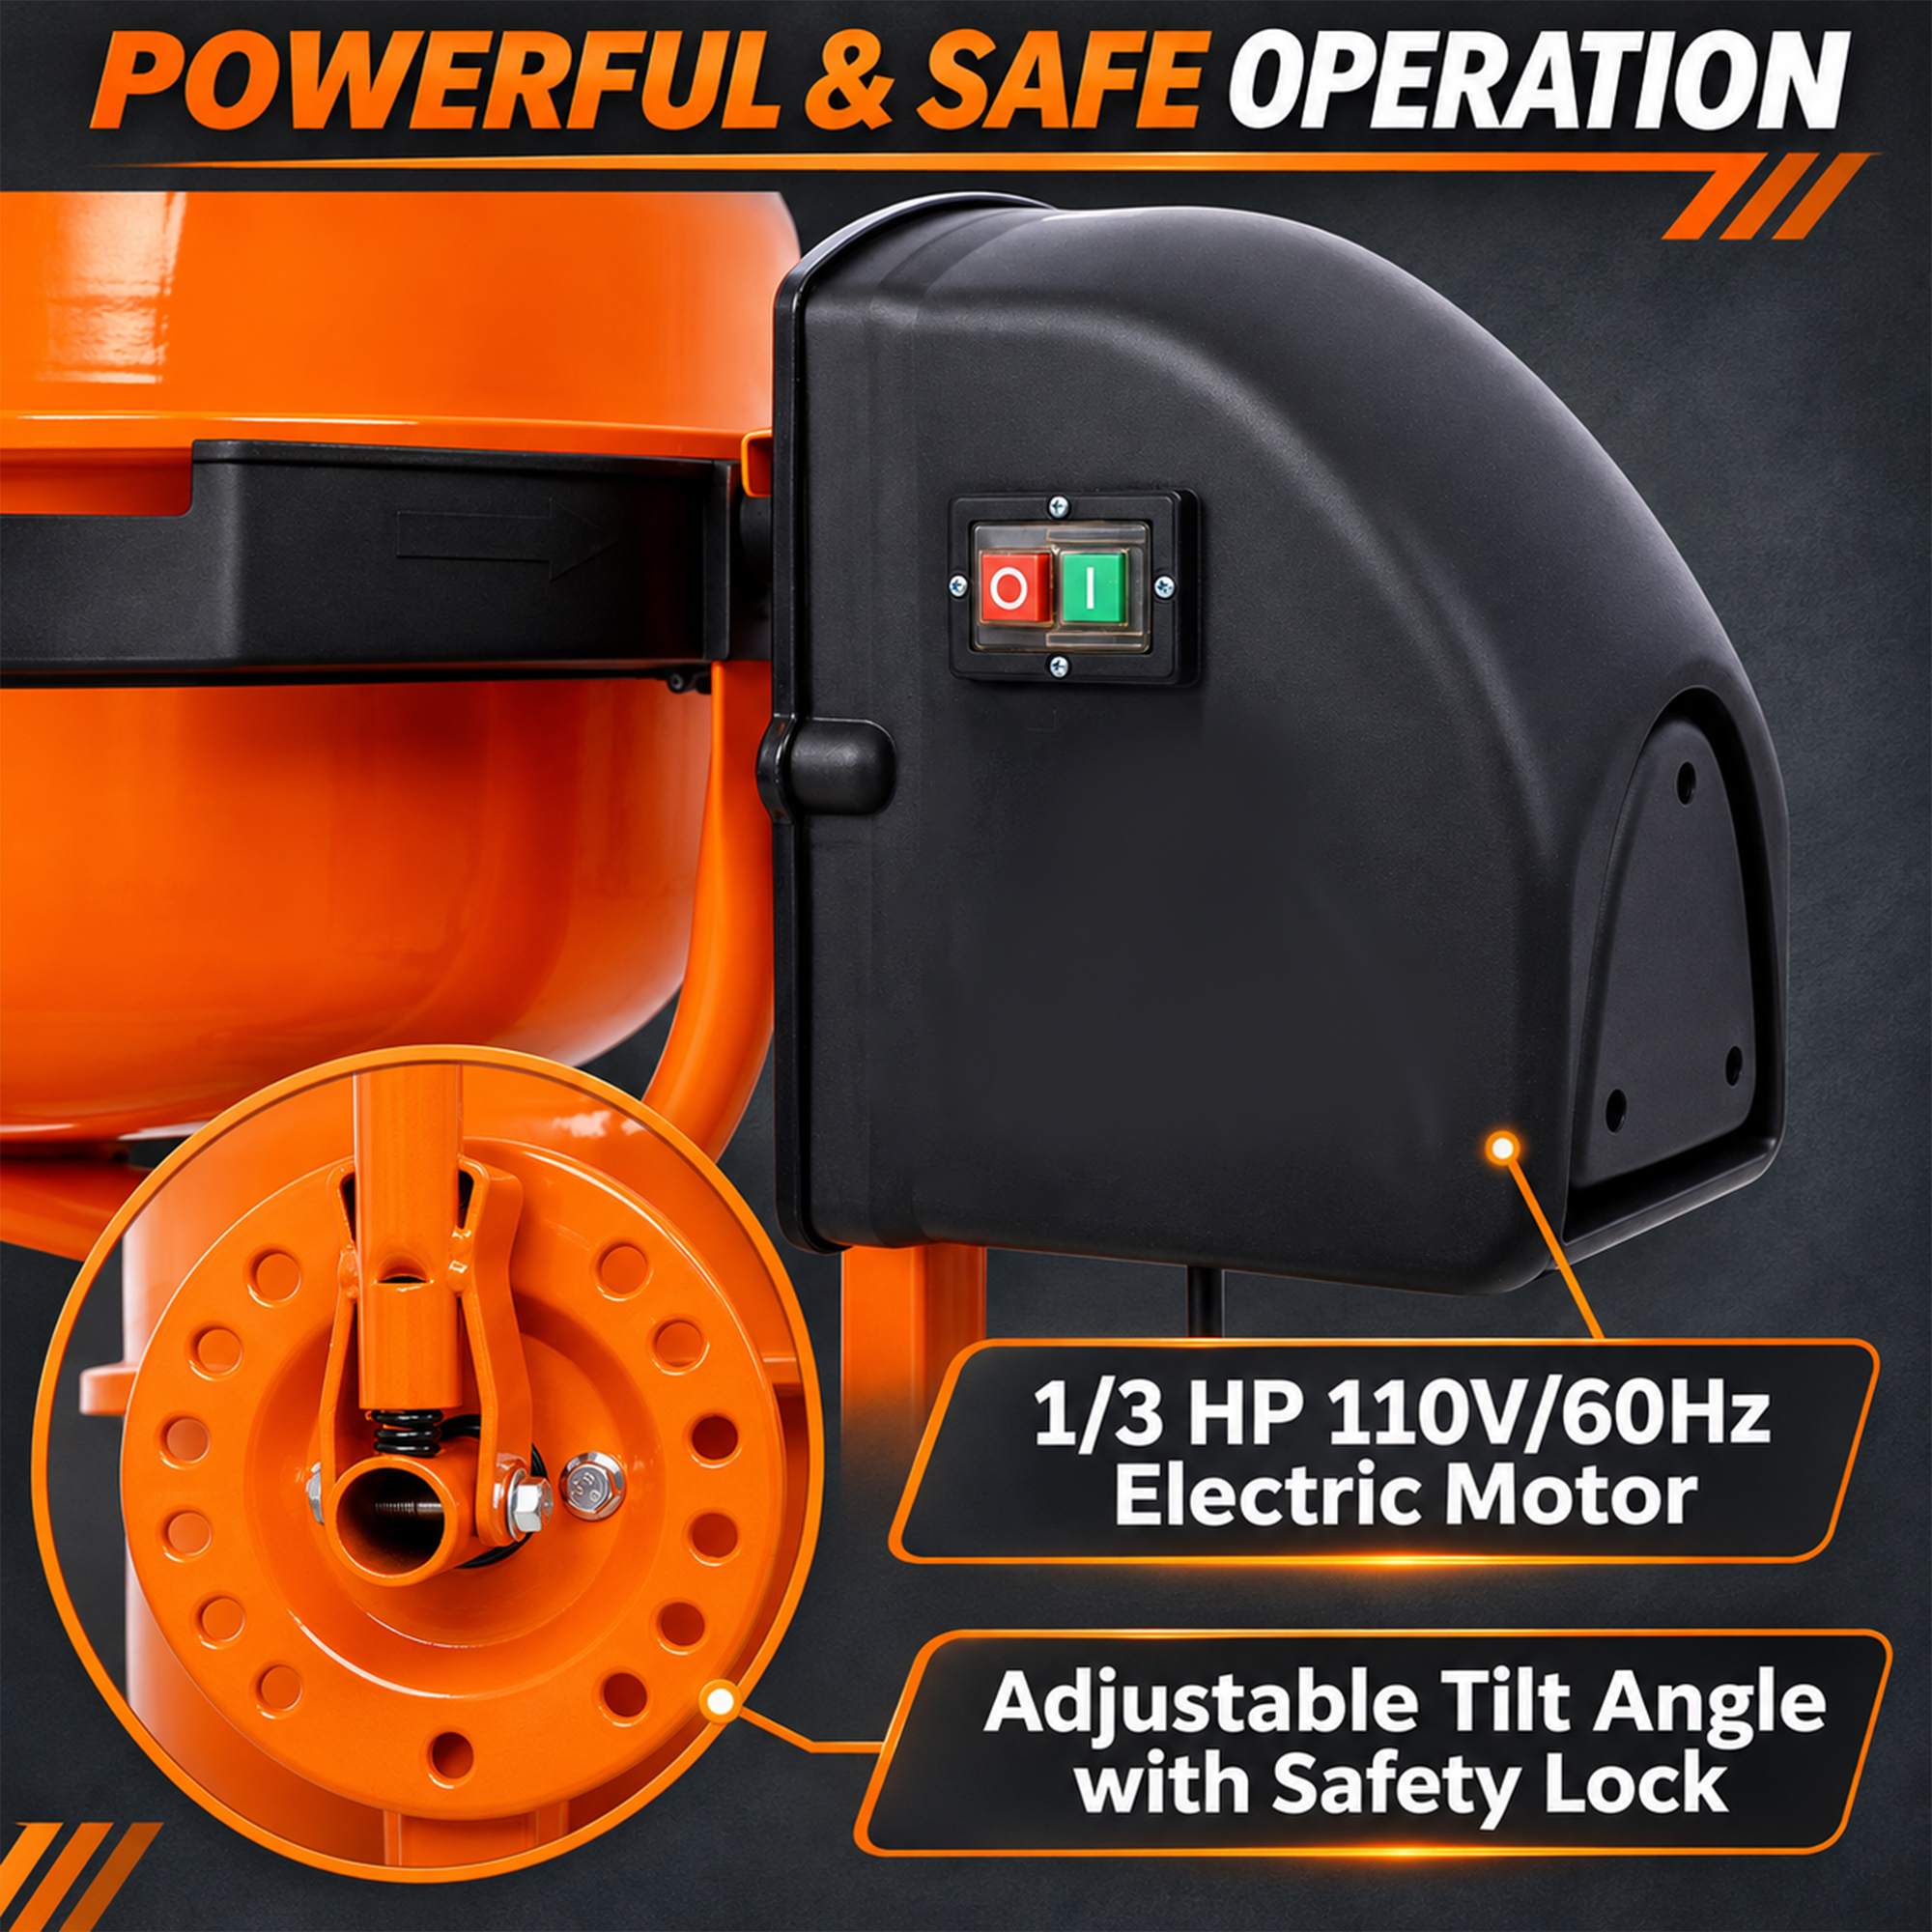 POWERFUL & SAFE OPERATION
O I
1/3 HP 110V/60Hz
Electric Motor
Adjustable Tilt Angle
with Safety Lock